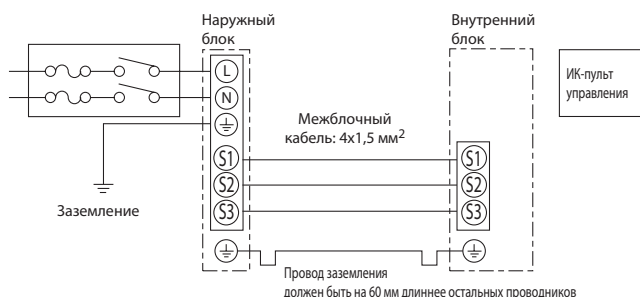 Наружный
блок
Внутренний
блок
L
N
ИК-пульт
управления
Межблочный
кабель: 4x1,5 мм²
S1
S2
S3
S1
S2
S3
Заземление
Провод заземления
должен быть на 60 мм длиннее остальных проводников